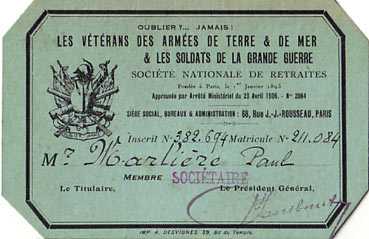 OUBLIER ?... JAMAIS !
LES VÉTÉRANS DES ARMÉES DE TERRE & DE MER
& LES SOLDATS DE LA GRANDE GUERRE
SOCIÉTÉ NATIONALE DE RETRAITES
Fondée à Paris, le 1er Janvier 1893
Approuvée par Arrêté Ministériel du 23 Avril 1906. - No 2064
SIÈGE SOCIAL, BUREAUX & ADMINISTRATION : 68, Rue J.-J.-ROUSSEAU, PARIS
Inscrit No 382.694 Matricule No 211.084
Mr Marlière Paul
MEMBRE SOCIÉTAIRE
Le Titulaire,
Le Président Général,
IMP. A. DESVIGNES, 29, Bd du Temple.